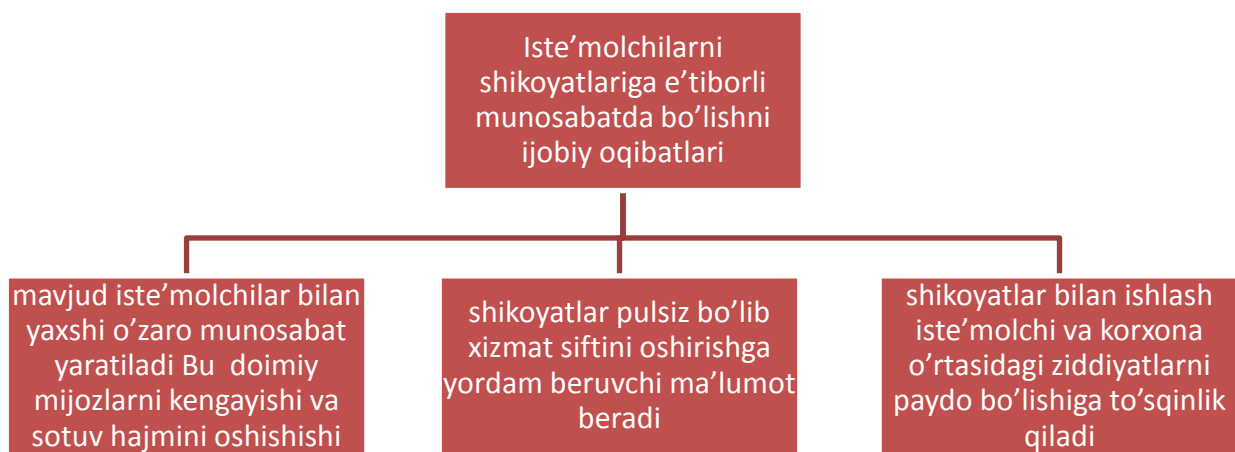 Iste’molchilarni
shikoyatlariga e’tiborli
munosabatda bo’lishni
ijobiy oqibatlari
mavjud iste’molchilar bilan
yaxshi o’zaro munosabat
yaratiladi Bu  doimiy
mijozlarni kengayishi va
sotuv hajmini oshishishi
shikoyatlar pulsiz bo’lib
xizmat siftini oshirishga
yordam beruvchi ma’lumot
beradi
shikoyatlar bilan ishlash
iste’molchi va korxona
o’rtasidagi ziddiyatlarni
paydo bo’lishiga to’sqinlik
qiladi